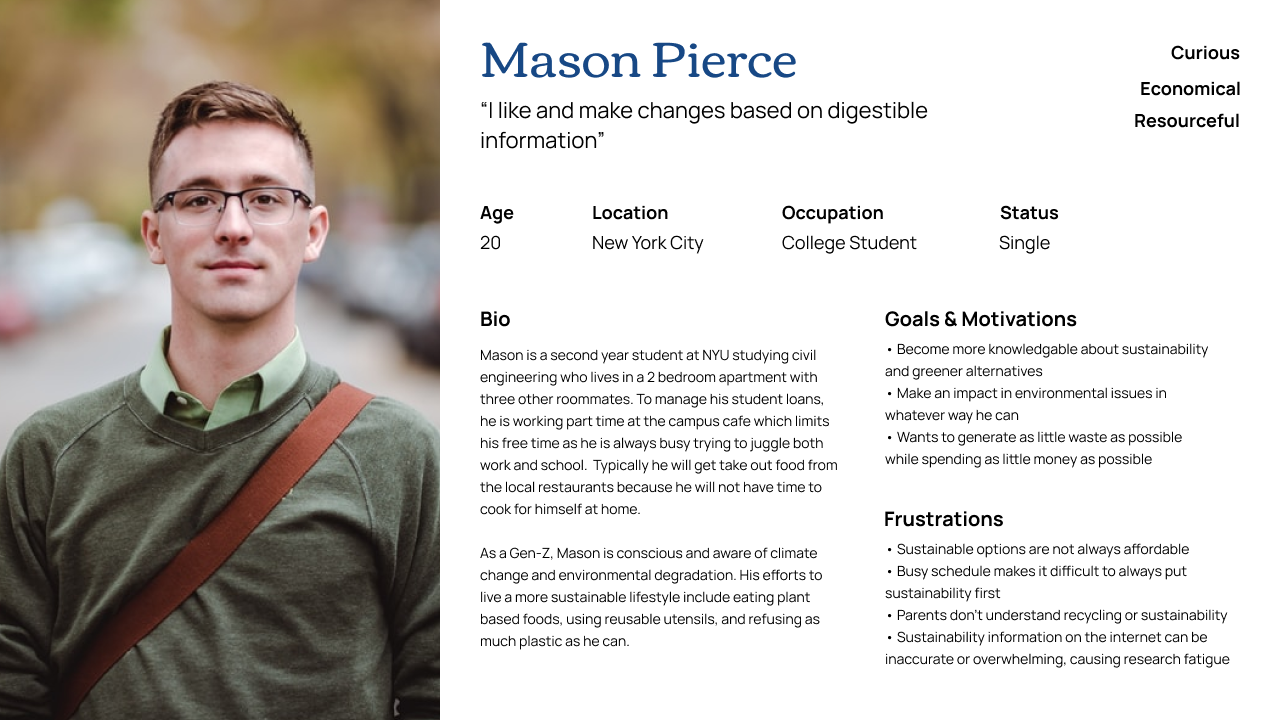 Mason Pierce
“I like and make changes based on digestible
information”
Curious
Economical
Resourceful
Age
20
Location
New York City
Occupation
College Student
Status
Single
Bio
Mason is a second year student at NYU studying civil
engineering who lives in a 2 bedroom apartment with
three other roommates. To manage his student loans,
he is working part time at the campus cafe which limits
his free time as he is always busy trying to juggle both
work and school.  Typically he will get take out food from
the local restaurants because he will not have time to
cook for himself at home.
As a Gen-Z, Mason is conscious and aware of climate
change and environmental degradation. His efforts to
live a more sustainable lifestyle include eating plant
based foods, using reusable utensils, and refusing as
much plastic as he can.
Goals & Motivations
• Become more knowledgable about sustainability
and greener alternatives
• Make an impact in environmental issues in
whatever way he can
• Wants to generate as little waste as possible
while spending as little money as possible
Frustrations
• Sustainable options are not always affordable
• Busy schedule makes it difficult to always put
sustainability first
• Parents don’t understand recycling or sustainability
• Sustainability information on the internet can be
inaccurate or overwhelming, causing research fatigue